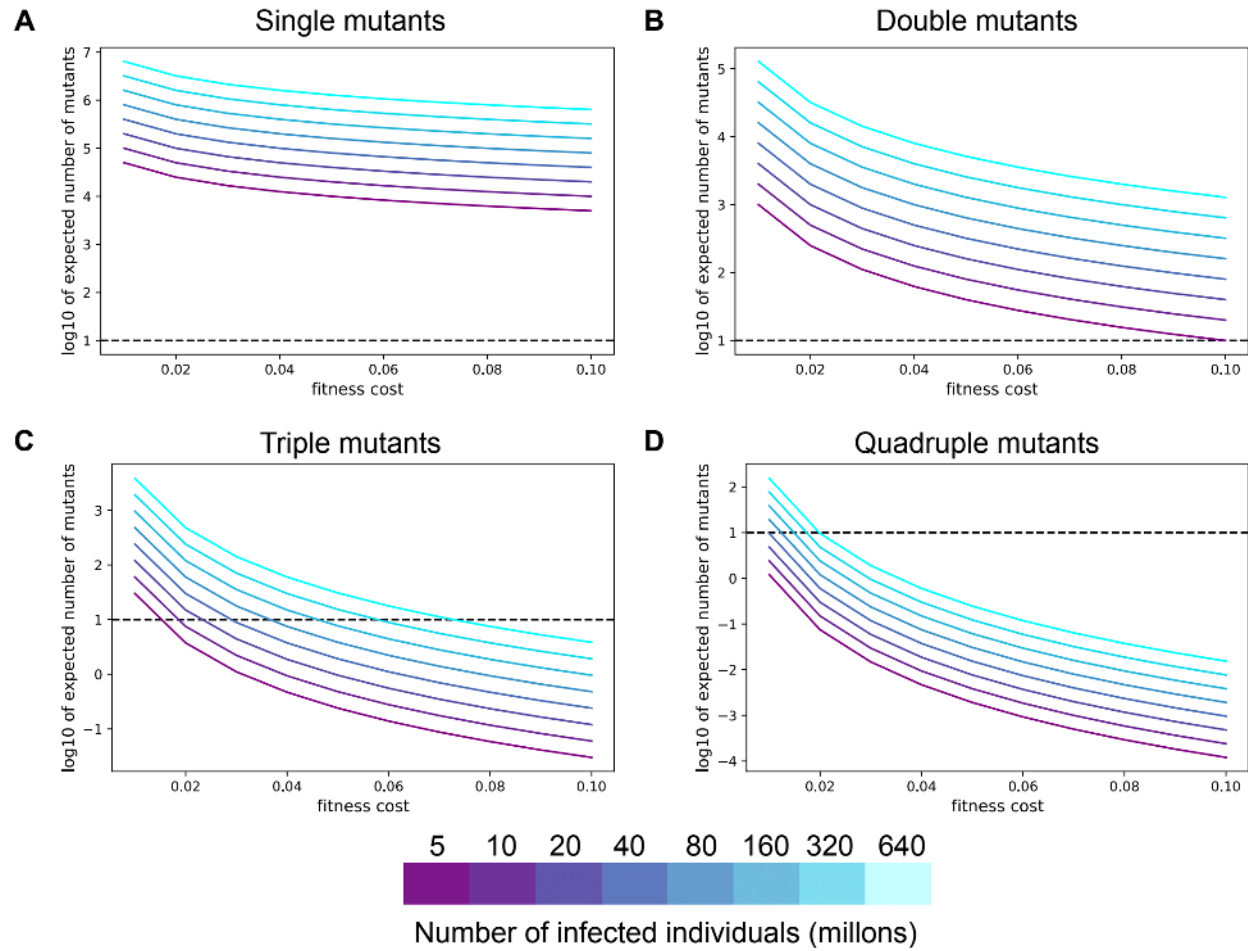 A
Single mutants
log10 of expected number of mutants
7
6
5
4
3
2
1
0.02 0.04 0.06 0.08 0.10
fitness cost
B
Double mutants
log10 of expected number of mutants
5
4
3
2
1
0.02 0.04 0.06 0.08 0.10
fitness cost
C
Triple mutants
log10 of expected number of mutants
3
2
1
0
−1
0.02 0.04 0.06 0.08 0.10
fitness cost
D
Quadruple mutants
log10 of expected number of mutants
2
1
0
−1
−2
−3
−4
0.02 0.04 0.06 0.08 0.10
fitness cost
5 10 20 40 80 160 320 640
Number of infected individuals (millons)